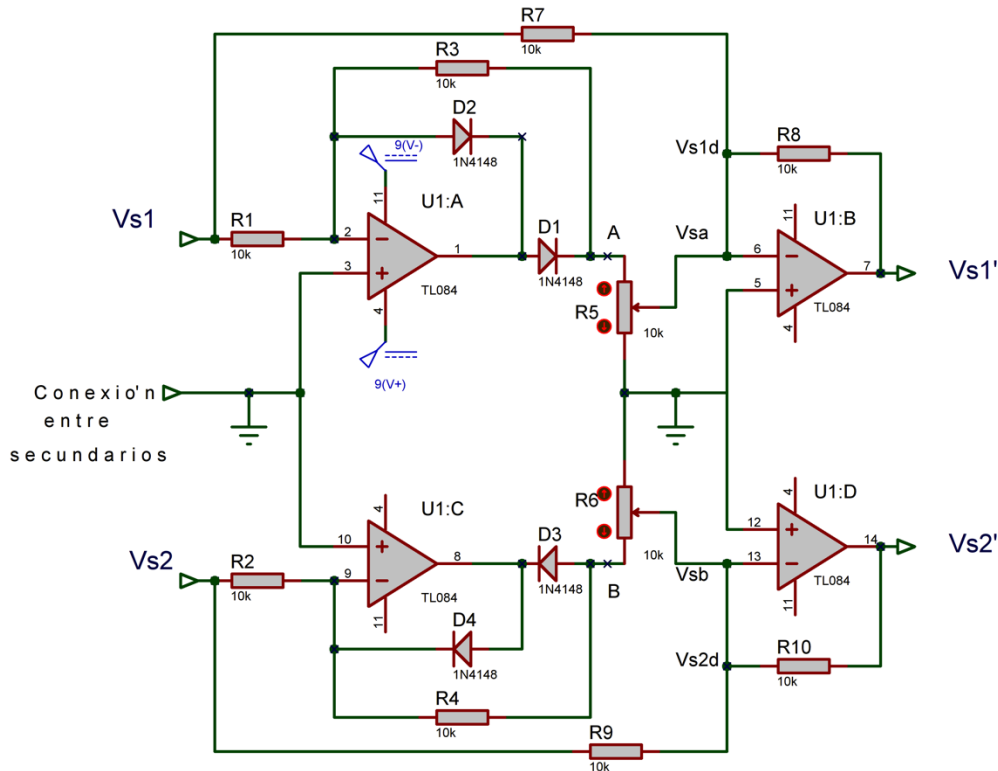 R7
10k
R3
10k
D2
1N4148
9(V-)
Vs1d
R8
10k
11
U1:A
11
U1:B
Vs1
R1
10k
2
3
1
D1
1N4148
A
Vsa
6
5
7
Vs1'
TL084
4
R5
10k
TL084
4
9(V+)
Conexio'n
entre
secundarios
4
U1:C
R6
4
U1:D
10
9
8
D3
1N4148
10k
12
13
14
Vs2'
Vs2
R2
10k
TL084
11
Vsb
B
TL084
11
D4
1N4148
Vs2d
R10
10k
R4
10k
R9
10k